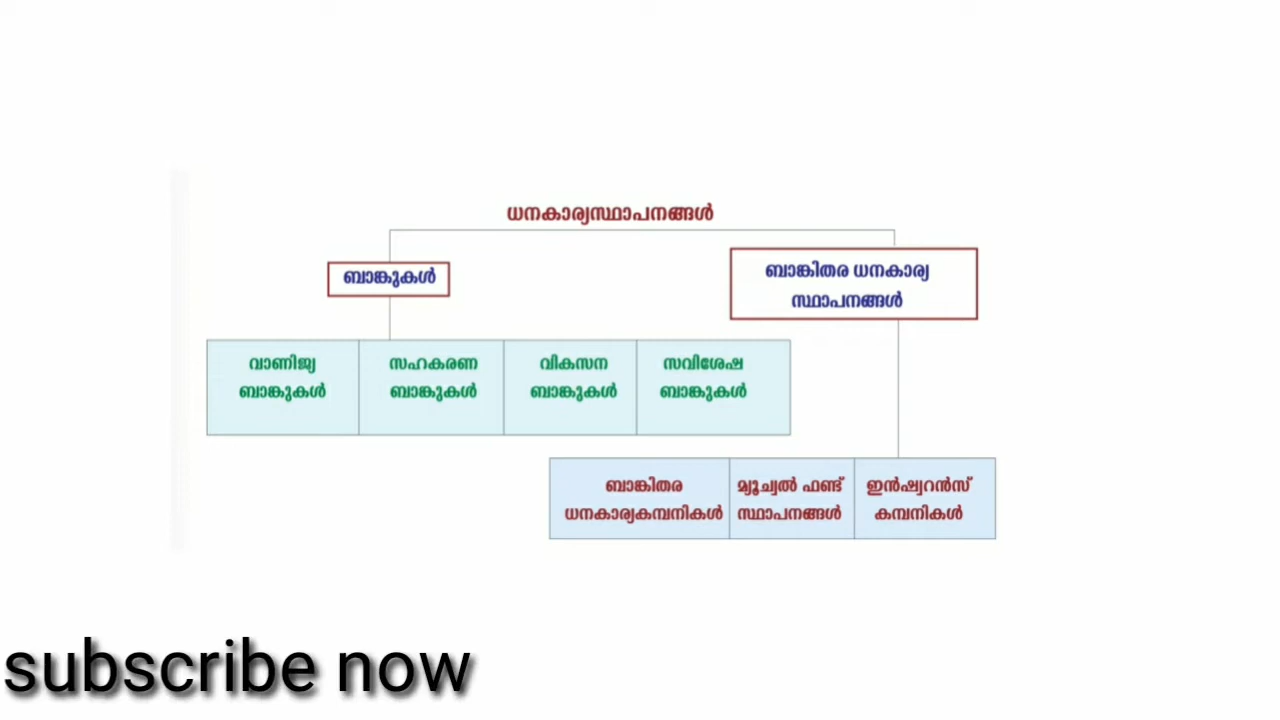 ധനകാര്യസ്ഥാപനങ്ങൾ
ബാങ്കുകൾ
ബാങ്കിതര ധനകാര്യ
സ്ഥാപനങ്ങൾ
വാണിജ്യ
ബാങ്കുകൾ
സഹകരണ
ബാങ്കുകൾ
വികസന
ബാങ്കുകൾ
സവിശേഷ
ബാങ്കുകൾ
ബാങ്കിതര
ധനകാര്യകമ്പനികൾ
മ്യൂച്വൽ ഫണ്ട്
സ്ഥാപനങ്ങൾ
ഇൻഷ്വറൻസ്
കമ്പനികൾ
subscribe now